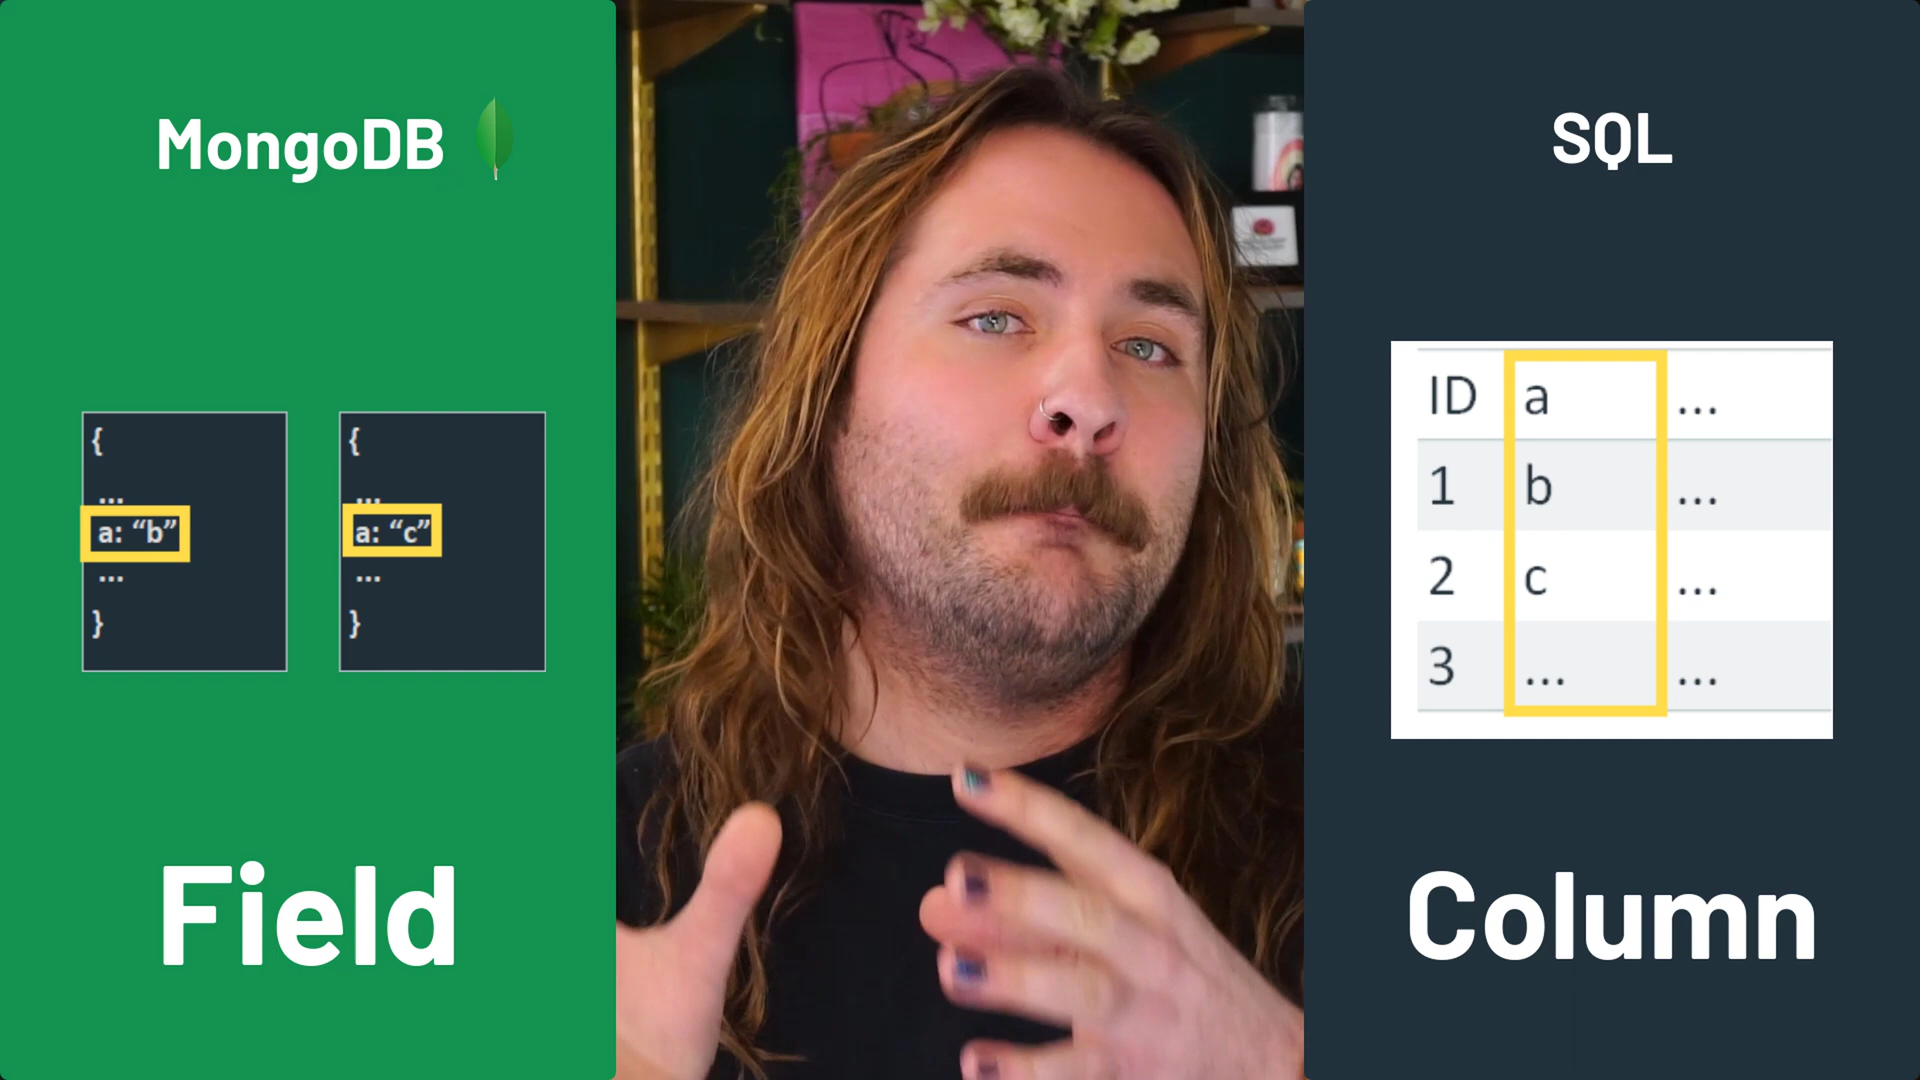 MongoDB
{
...
a: “b”
...
}
{
...
a: “c”
...
}
Field
SQL
ID a ...
1 b ...
2 c ...
3 ... ...
Column